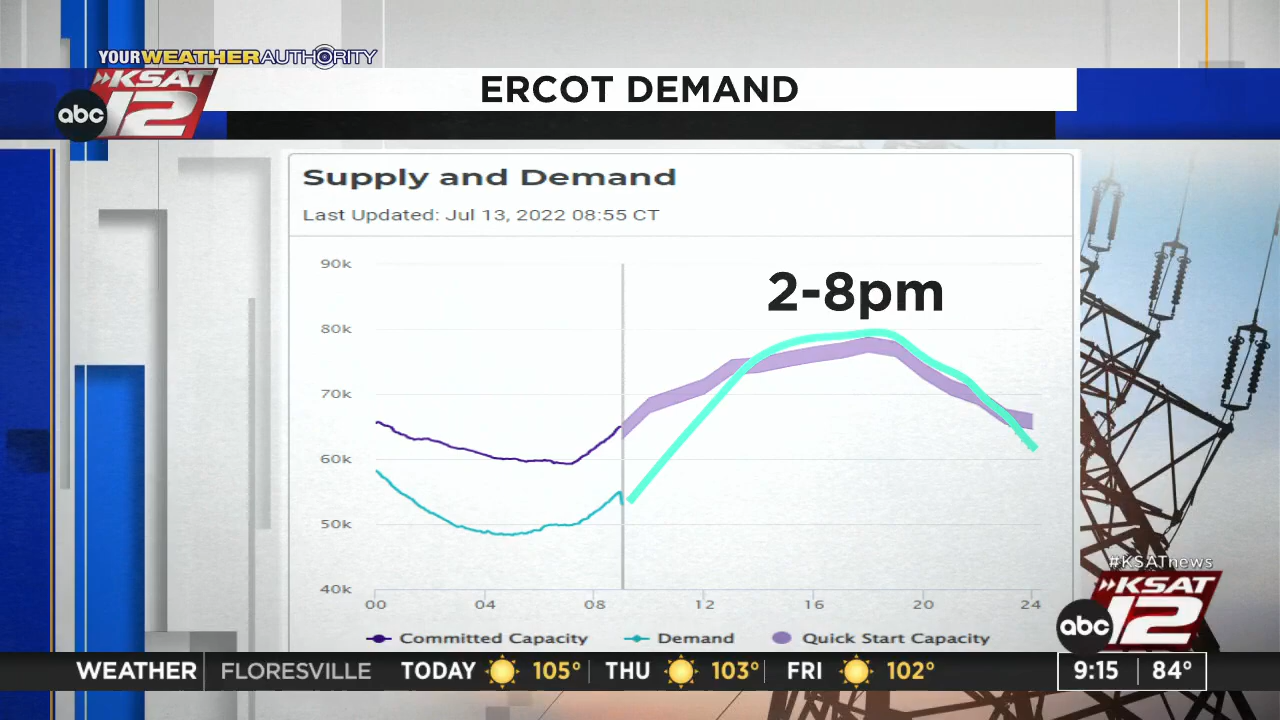 YOURWEATHERAUTHORITY
KSAT
abc 12
ERCOT DEMAND
Supply and Demand
Last Updated: Jul 13, 2022 08:55 CT
90k
2-8pm
80k
70k
60k
50k
40k
00 04 08 12 16 20 24
Committed Capacity Demand Quick Start Capacity
#KSATnews
KSAT
abc 12
WEATHER FLORESVILLE TODAY 105° THU 103° FRI 102° 9:15 84°